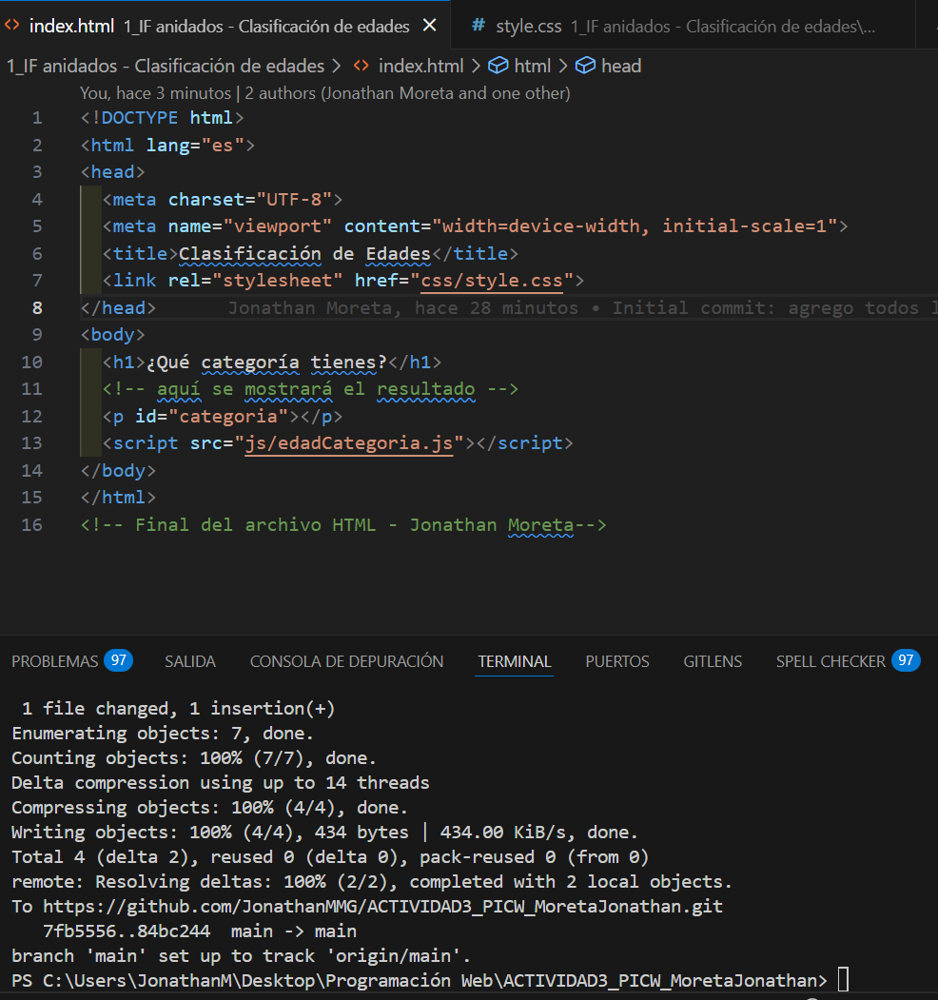 index.html 1_IF anidados - Clasificación de edades
style.css 1_IF anidados - Clasificación de edades\...
1_IF anidados - Clasificación de edades > index.html > html > head
You, hace 3 minutos | 2 authors (Jonathan Moreta and one other)
1 <!DOCTYPE html>
2 <html lang="es">
3 <head>
4 <meta charset="UTF-8">
5 <meta name="viewport" content="width=device-width, initial-scale=1">
6 <title>Clasificación de Edades</title>
7 <link rel="stylesheet" href="css/style.css">
8 </head> Jonathan Moreta, hace 28 minutos • Initial commit: agrego todos
9 <body>
10 <h1>¿Qué categoría tienes?</h1>
11 <!-- aquí se mostrará el resultado -->
12 <p id="categoria"></p>
13 <script src="js/edadCategoria.js"></script>
14 </body>
15 </html>
16 <!-- Final del archivo HTML - Jonathan Moreta-->
PROBLEMAS 97 SALIDA CONSOLA DE DEPURACIÓN TERMINAL PUERTOS GITLENS SPELL CHECKER 97
1 file changed, 1 insertion(+)
Enumerating objects: 7, done.
Counting objects: 100% (7/7), done.
Delta compression using up to 14 threads
Compressing objects: 100% (4/4), done.
Writing objects: 100% (4/4), 434 bytes | 434.00 KiB/s, done.
Total 4 (delta 2), reused 0 (delta 0), pack-reused 0 (from 0)
remote: Resolving deltas: 100% (2/2), completed with 2 local objects.
To https://github.com/JonathanMMG/ACTIVIDAD3_PICW_MoretaJonathan.git
7fb5556..84bc244 main -> main
branch 'main' set up to track 'origin/main'.
PS C:\Users\JonathanM\Desktop\Programación Web\ACTIVIDAD3_PICW_MoretaJonathan>